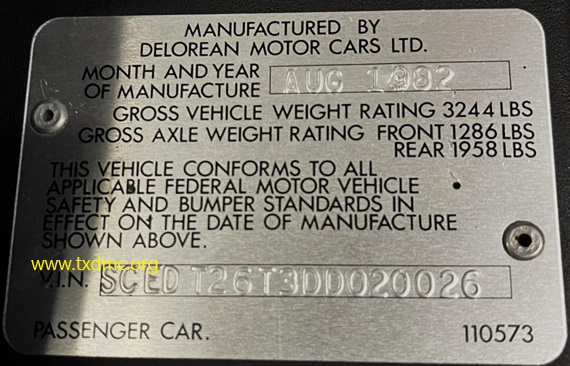 MANUFACTURED BY
DELOREAN MOTOR CARS LTD.
MONTH AND YEAR
OF MANUFACTURE AUG 1982
GROSS VEHICLE WEIGHT RATING 3244 LBS
GROSS AXLE WEIGHT RATING FRONT 1286 LBS
REAR 1958 LBS
THIS VEHICLE CONFORMS TO ALL
APPLICABLE FEDERAL MOTOR VEHICLE
SAFETY AND BUMPER STANDARDS IN
EFFECT ON THE DATE OF MANUFACTURE
SHOWN ABOVE.
www.txdmc.org
V.I.N. SCEDT26T3DD020026
PASSENGER CAR. 110573